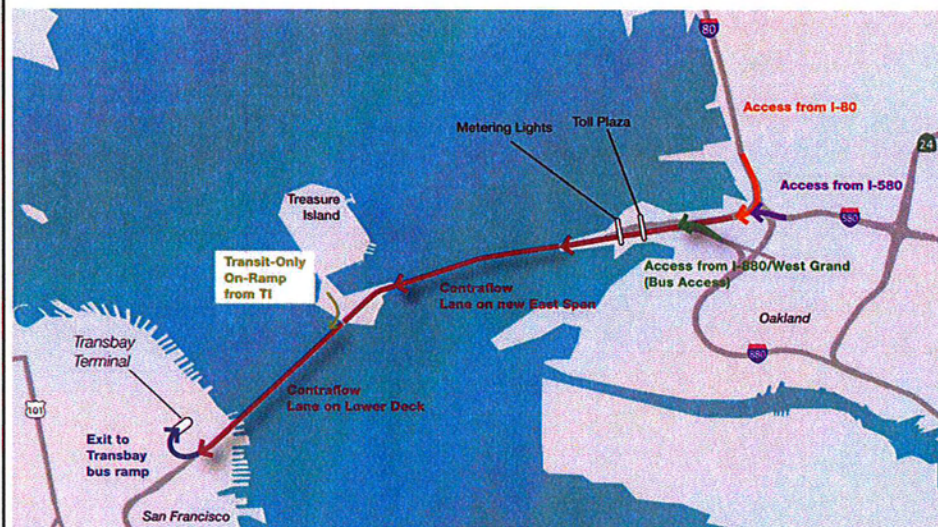 80
Access from I-80
Metering Lights
Toll Plaza
24
Access from I-580
580
Treasure
Island
Transit-Only
On-Ramp
from TI
Access from I-880/West Grand
(Bus Access)
Contraflow
Lane on new East Span
Oakland
880
Transbay
Terminal
Contraflow
Lane on Lower Deck
101
Exit to
Transbay
bus ramp
San Francisco